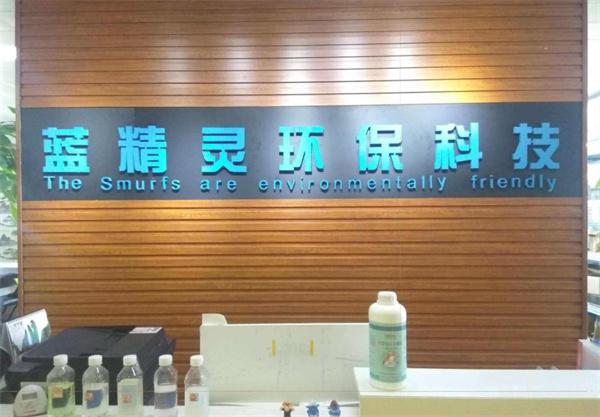 蓝精灵环保科技
The Smurfs are environmentally friendly